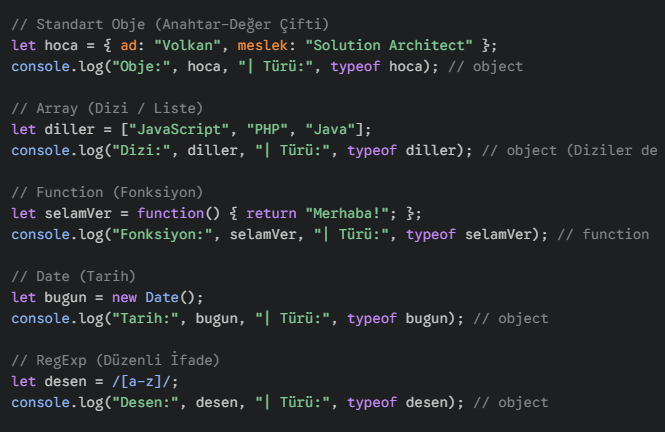 // Standart Obje (Anahtar-Değer Çifti)
let hoca = { ad: "Volkan", meslek: "Solution Architect" };
console.log("Obje:", hoca, "| Türü:", typeof hoca); // object
// Array (Dizi / Liste)
let diller = ["JavaScript", "PHP", "Java"];
console.log("Dizi:", diller, "| Türü:", typeof diller); // object (Diziler de
// Function (Fonksiyon)
let selamVer = function() { return "Merhaba!"; };
console.log("Fonksiyon:", selamVer, "| Türü:", typeof selamVer); // function
// Date (Tarih)
let bugun = new Date();
console.log("Tarih:", bugun, "| Türü:", typeof bugun); // object
// RegExp (Düzenli İfade)
let desen = /[a-z]/;
console.log("Desen:", desen, "| Türü:", typeof desen); // object